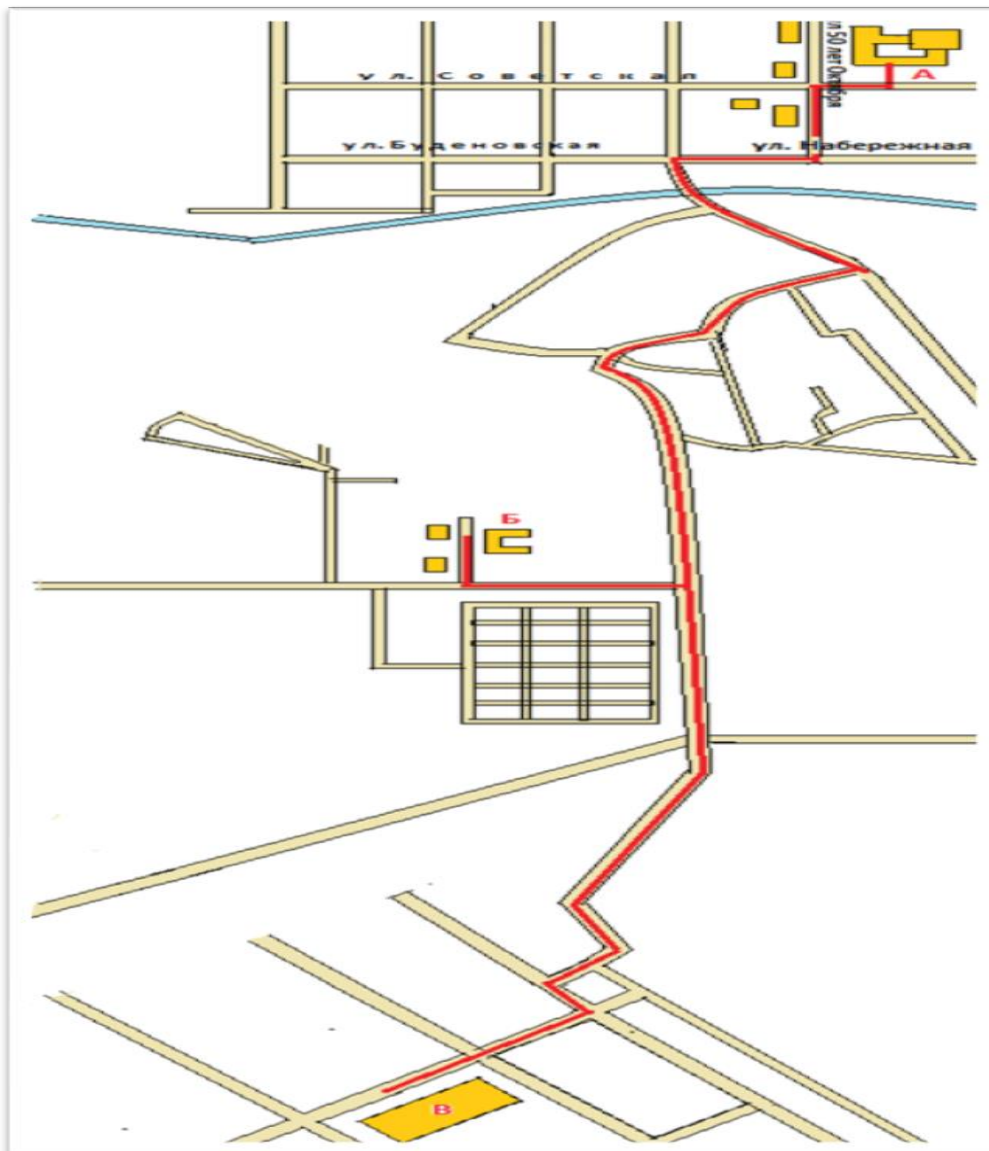 ул 50 лет Октября
А
ул. Советская
ул. Буденовская
ул. Набережная
Б
В